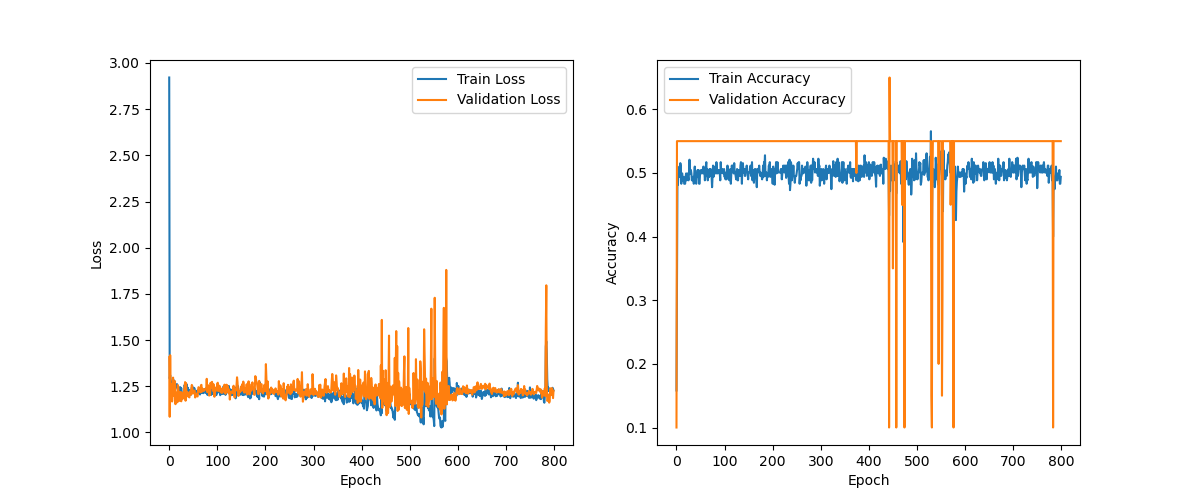 3.00
2.75
2.50
2.25
2.00
1.75
1.50
1.25
1.00
Loss
0 100 200 300 400 500 600 700 800
Epoch
Train Loss
Validation Loss
0.6
0.5
0.4
0.3
0.2
0.1
Accuracy
0 100 200 300 400 500 600 700 800
Epoch
Train Accuracy
Validation Accuracy